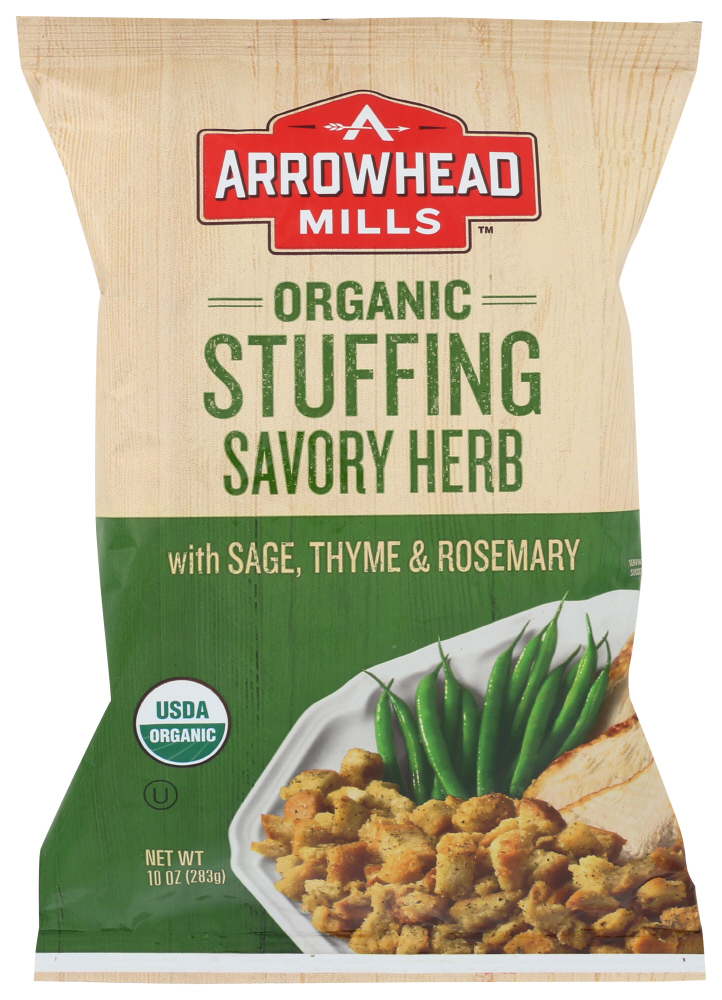 ARROWHEAD
MILLS
TM
ORGANIC
STUFFING
SAVORY HERB
with SAGE, THYME & ROSEMARY
USDA
ORGANIC
U
NET WT
10 OZ (283g)